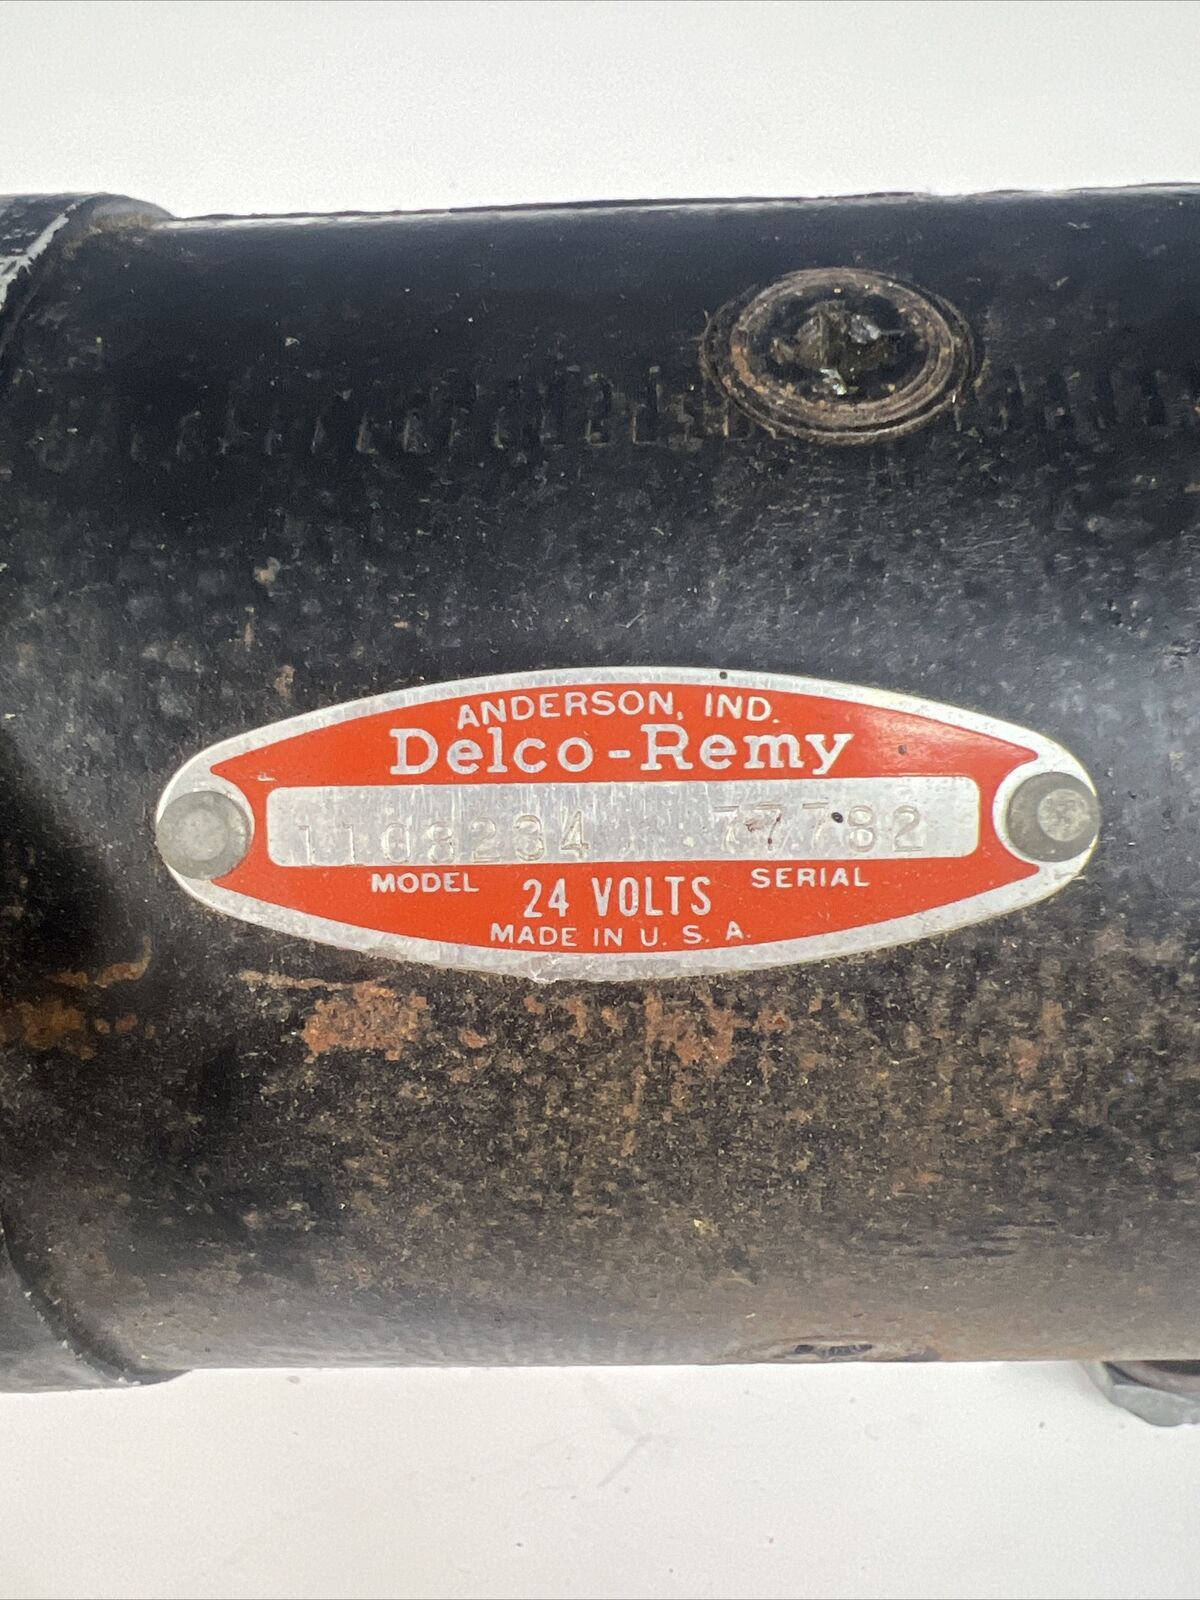 ANDERSON, IND.
Delco-Remy
1108234 77782
MODEL SERIAL
24 VOLTS
MADE IN U. S. A.